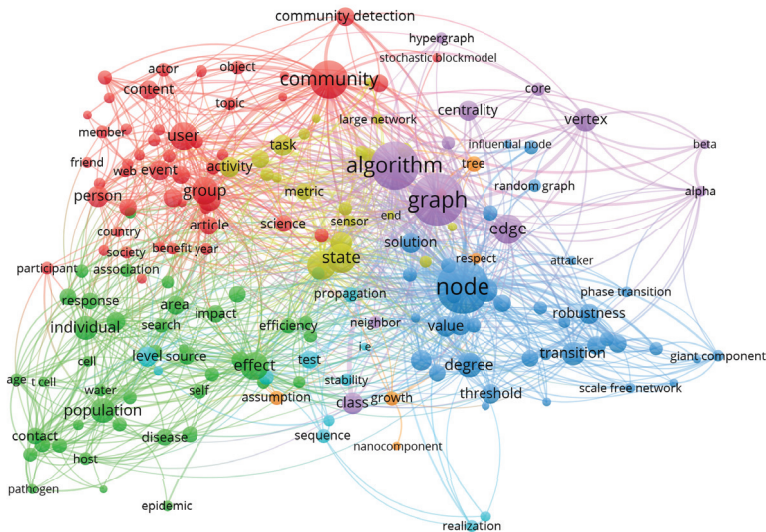 community detection
hypergraph
stochastic blockmodel
actor
object
content
community
core
topic
large network
centrality
vertex
member
user
task
influential node
beta
friend
web
event
activity
algorithm
tree
person
group
metric
random graph
alpha
graph
article
science
sensor
end
edge
country
society
benefit
year
solution
participant
association
state
respect
attacker
response
area
propagation
node
phase transition
individual
search
impact
efficiency
neighbor
value
robustness
cell
level source
effect
test
i e
degree
transition
giant component
age
t cell
water
self
stability
scale free network
population
assumption
class
growth
threshold
contact
disease
sequence
host
nanocomponent
pathogen
epidemic
realization